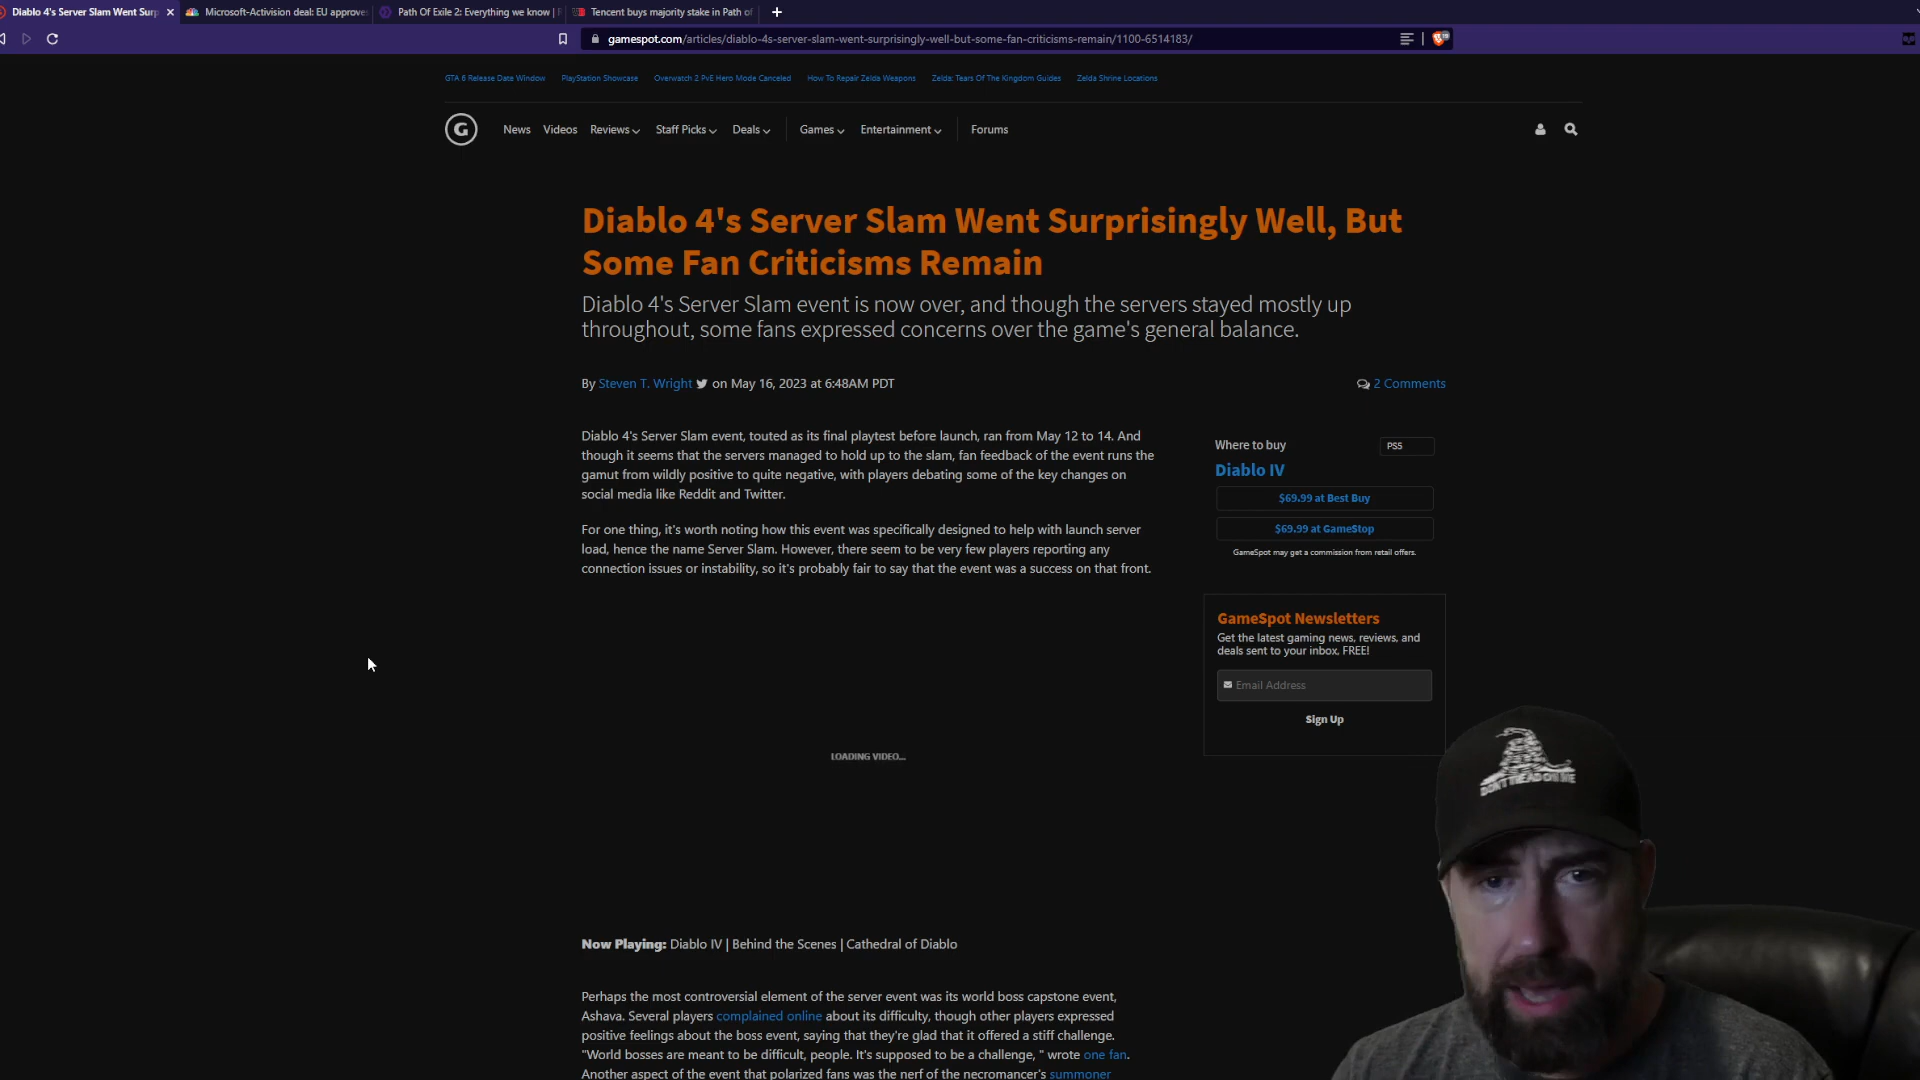 Diablo 4's Server Slam Went Surp
Microsoft-Activision deal: EU approve
Path Of Exile 2: Everything we know |
Tencent buys majority stake in Path of
gamespot.com/articles/diablo-4s-server-slam-went-surprisingly-well-but-some-fan-criticisms-remain/1100-6514183/
GTA 6 Release Date Window PlayStation Showcase Overwatch 2 PvE Hero Mode Canceled How To Repair Zelda Weapons Zelda: Tears Of The Kingdom Guides Zelda Shrine Locations
G News Videos Reviews Staff Picks Deals Games Entertainment Forums
Diablo 4's Server Slam Went Surprisingly Well, But
Some Fan Criticisms Remain
Diablo 4's Server Slam event is now over, and though the servers stayed mostly up
throughout, some fans expressed concerns over the game's general balance.
By Steven T. Wright on May 16, 2023 at 6:48AM PDT
2 Comments
Diablo 4's Server Slam event, touted as its final playtest before launch, ran from May 12 to 14. And
though it seems that the servers managed to hold up to the slam, fan feedback of the event runs the
gamut from wildly positive to quite negative, with players debating some of the key changes on
social media like Reddit and Twitter.
For one thing, it's worth noting how this event was specifically designed to help with launch server
load, hence the name Server Slam. However, there seem to be very few players reporting any
connection issues or instability, so it's probably fair to say that the event was a success on that front.
Where to buy
PS5
Diablo IV
$69.99 at Best Buy
$69.99 at GameStop
GameSpot may get a commission from retail offers.
GameSpot Newsletters
Get the latest gaming news, reviews, and
deals sent to your inbox, FREE!
Email Address
Sign Up
LOADING VIDEO...
DON'T TREAD ON ME
Now Playing: Diablo IV | Behind the Scenes | Cathedral of Diablo
Perhaps the most controversial element of the server event was its world boss capstone event,
Ashava. Several players complained online about its difficulty, though other players expressed
positive feelings about the boss event, saying that they're glad that it offered a stiff challenge.
"World bosses are meant to be difficult, people. It's supposed to be a challenge, " wrote one fan.
Another aspect of the event that polarized fans was the nerf of the necromancer's summoner